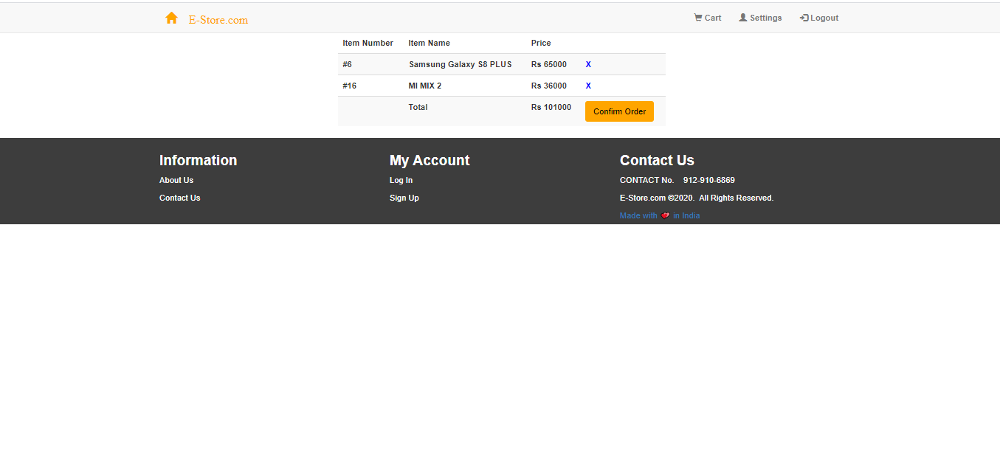 E-Store.com Cart Settings Logout
Item Number Item Name Price
#6 Samsung Galaxy S8 PLUS Rs 65000 X
#16 MI MIX 2 Rs 36000 X
Total Rs 101000 Confirm Order
Information My Account Contact Us
About Us Log In CONTACT No. 912-910-6869
Contact Us Sign Up E-Store.com ©2020. All Rights Reserved.
Made with in India